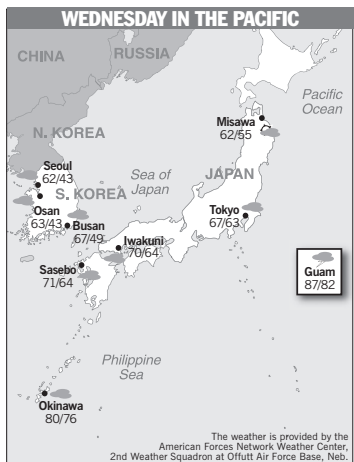 WEDNESDAY IN THE PACIFIC
CHINA
RUSSIA
Pacific
Ocean
Misawa
62/55
N. KOREA
Seoul
62/43
Sea of
Japan
JAPAN
S. KOREA
Osan
63/43
Busan
67/49
Tokyo
67/63
Iwakuni
70/64
Sasebo
71/64
Guam
87/82
Philippine
Sea
Okinawa
80/76
The weather is provided by the
American Forces Network Weather Center,
2nd Weather Squadron at Offutt Air Force Base, Neb.